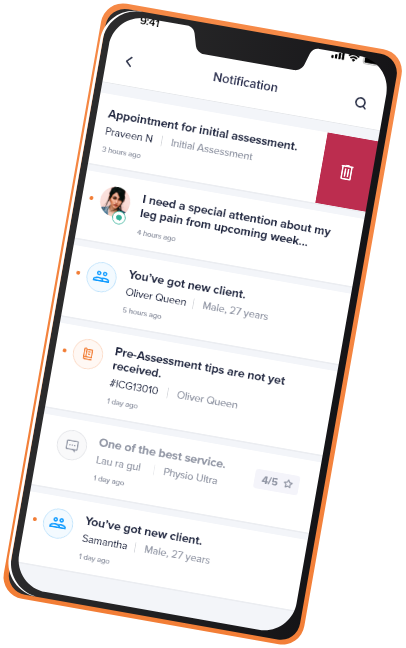 9:41
Notification
Appointment for initial assessment.
Praveen N | Initial Assessment
3 hours ago
I need a special attention about my
leg pain from upcoming week...
4 hours ago
You've got new client.
Oliver Queen | Male, 27 years
5 hours ago
Pre-Assessment tips are not yet
received.
#ICG13010 | Oliver Queen
1 day ago
One of the best service.
Lau ra gul | Physio Ultra
4/5
1 day ago
You've got new client.
Samantha | Male, 27 years
1 day ago